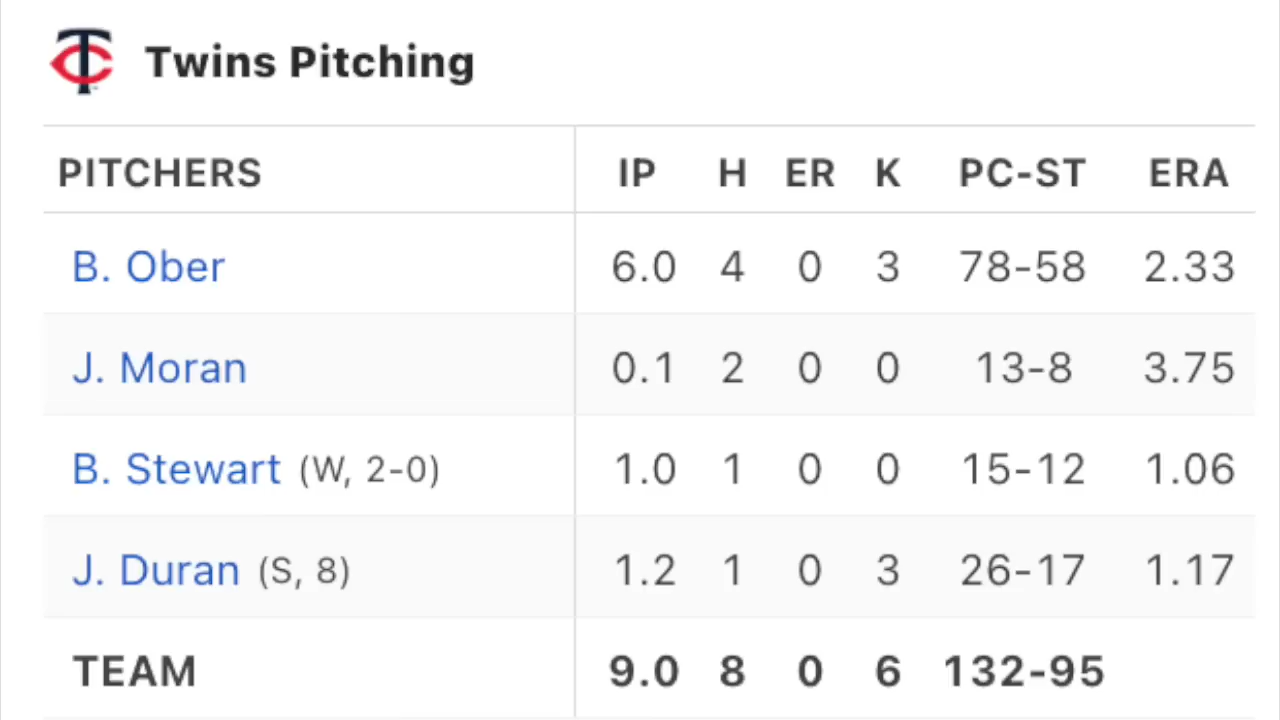 Twins Pitching
PITCHERS IP H ER K PC-ST ERA
B. Ober 6.0 4 0 3 78-58 2.33
J. Moran 0.1 2 0 0 13-8 3.75
B. Stewart (W, 2-0) 1.0 1 0 0 15-12 1.06
J. Duran (S, 8) 1.2 1 0 3 26-17 1.17
TEAM 9.0 8 0 6 132-95